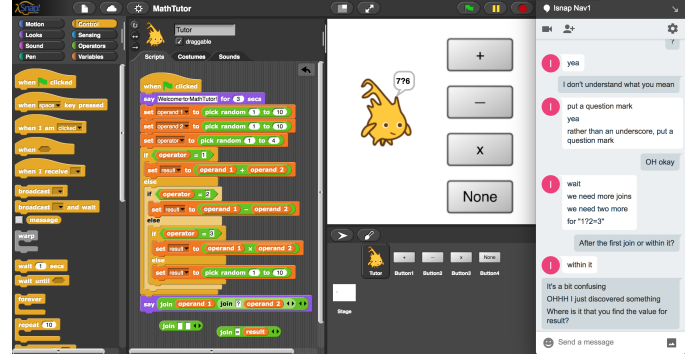 Snap!
MathTutor
Isnap Nav1
Motion
Control
Looks
Sensing
Sound
Operators
Pen
Variables
Tutor
draggable
Scripts
Costumes
Sounds
when clicked
when space key pressed
when I am clicked
when
when I receive
broadcast
broadcast and wait
message
warp
wait 1 secs
wait until
forever
repeat 10
when clicked
say Welcome to MathTutor! for 3 secs
set operand 1 to pick random 1 to 10
set operand 2 to pick random 1 to 10
set operator to pick random 1 to 4
if operator = 1
set result to operand 1 + operand 2
else
if operator = 2
set result to operand 1 − operand 2
else
if operator = 3
set result to operand 1 × operand 2
else
set result to pick random 1 to 10
say join operand 1 join ? operand 2
join
join = result
7?6
+
—
x
None
Tutor
Button1
Button2
Button3
Button4
Stage
?
I
yea
I don't understand what you mean
I
put a question mark
yea
rather than an underscore, put a
question mark
OH okay
I
wait
we need more joins
we need two more
for "1?2=3"
After the first join or within it?
I
within it
It's a bit confusing
OHHH I just discovered something
Where is it that you find the value for
result?
Send a message